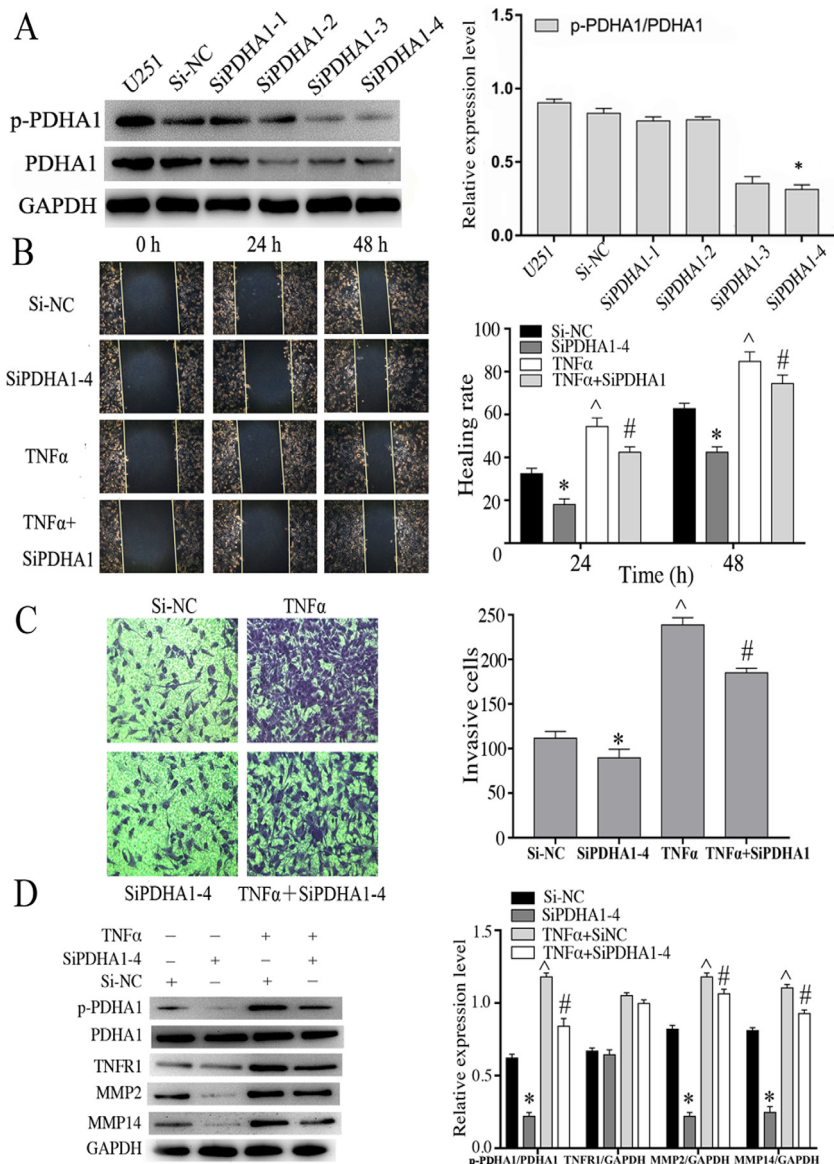 A
U251
Si-NC
SiPDHA1-1
SiPDHA1-2
SiPDHA1-3
SiPDHA1-4
p-PDHA1
PDHA1
GAPDH
p-PDHA1/PDHA1
Relative expression level
1.5
1.0
0.5
0
*
U251
Si-NC
SiPDHA1-1
SiPDHA1-2
SiPDHA1-3
SiPDHA1-4
B
0 h 24 h 48 h
Si-NC
SiPDHA1-4
TNFα
TNFα+
SiPDHA1
Si-NC
SiPDHA1-4
TNFα
TNFα+SiPDHA1
Healing rate
100
80
60
40
20
0
* ^ # * ^ #
24 48
Time (h)
C
Si-NC TNFα
SiPDHA1-4 TNFα+SiPDHA1-4
Invasive cells
250
200
150
100
50
0
* ^ #
Si-NC SiPDHA1-4 TNFα TNFα+SiPDHA1
D
TNFα – – + +
SiPDHA1-4 – + – +
Si-NC + – + –
p-PDHA1
PDHA1
TNFR1
MMP2
MMP14
GAPDH
Si-NC
SiPDHA1-4
TNFα+SiNC
TNFα+SiPDHA1-4
Relative expression level
1.5
1.0
0.5
0.0
* ^ # * ^ # * ^ #
p-PDHA1/PDHA1 TNFR1/GAPDH MMP2/GAPDH MMP14/GAPDH